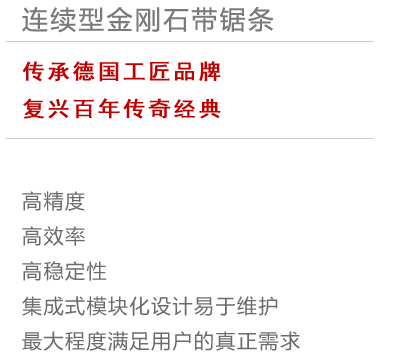 连续型金刚石带锯条
传承德国工匠品牌
复兴百年传奇经典
高精度
高效率
高稳定性
集成式模块化设计易于维护
最大程度满足用户的真正需求